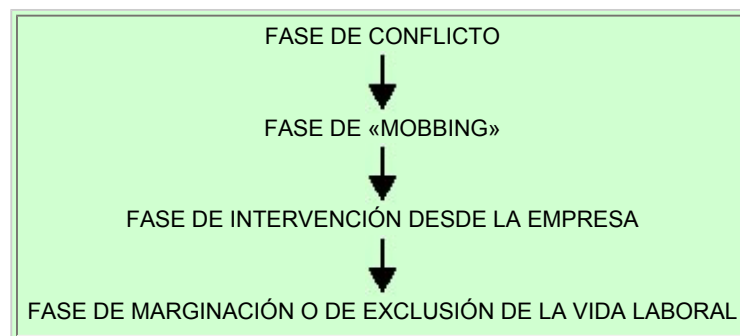 FASE DE CONFLICTO
FASE DE «MOBBING»
FASE DE INTERVENCIÓN DESDE LA EMPRESA
FASE DE MARGINACIÓN O DE EXCLUSIÓN DE LA VIDA LABORAL